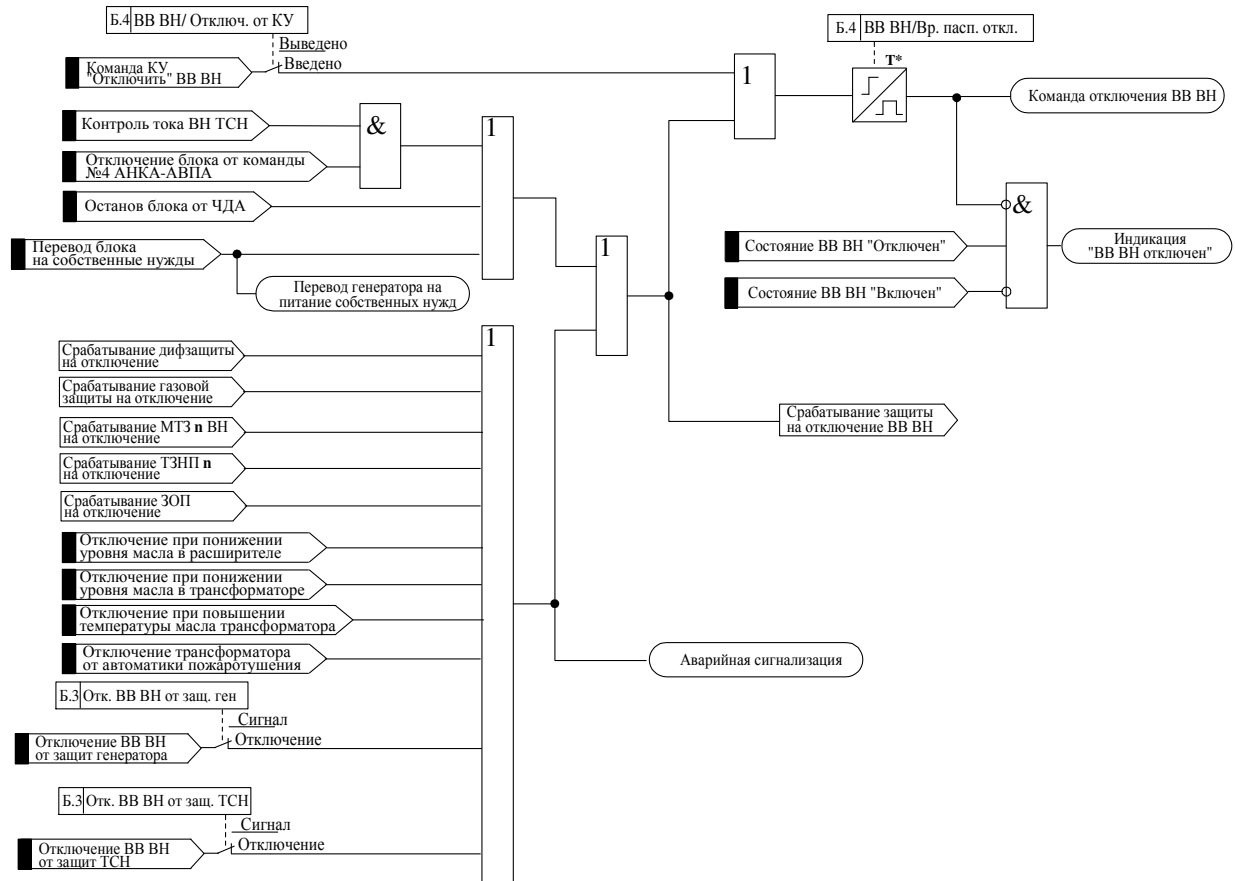 Б.4 ВВ ВН/ Отключ. от КУ
Выведено
Введено
Команда КУ
"Отключить" ВВ ВН
Контроль тока ВН ТСН
Отключение блока от команды
№4 АНКА-АВПА
&
Останов блока от ЧДА
Перевод блока
на собственные нужды
Перевод генератора на
питание собственных нужд
1
1
1
Б.4 ВВ ВН/Вр. пасп. откл.
T*
Команда отключения ВВ ВН
&
Состояние ВВ ВН "Отключен"
Состояние ВВ ВН "Включен"
Индикация
"ВВ ВН отключен"
Срабатывание защиты
на отключение ВВ ВН
1
Срабатывание дифзащиты
на отключение
Срабатывание газовой
защиты на отключение
Срабатывание МТЗ n ВН
на отключение
Срабатывание ТЗНП n
на отключение
Срабатывание ЗОП
на отключение
Отключение при понижении
уровня масла в расширителе
Отключение при понижении
уровня масла в трансформаторе
Отключение при повышении
температуры масла трансформатора
Отключение трансформатора
от автоматики пожаротушения
Аварийная сигнализация
Б.3 Отк. ВВ ВН от защ. ген
Сигнал
Отключение
Отключение ВВ ВН
от защит генератора
Б.3 Отк. ВВ ВН от защ. ТСН
Сигнал
Отключение
Отключение ВВ ВН
от защит ТСН